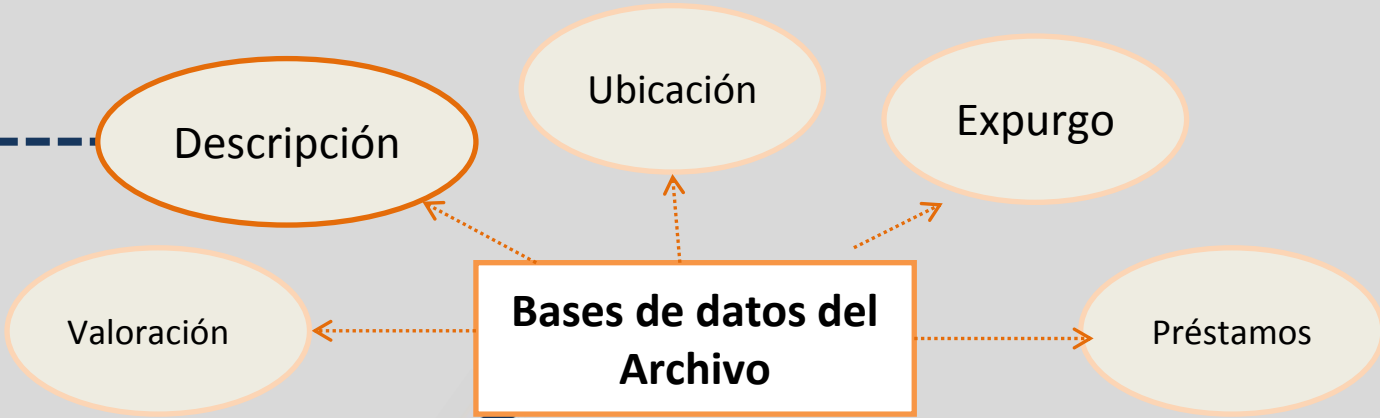 Ubicación
Expurgo
Descripción
Valoración
Bases de datos del
Archivo
Préstamos